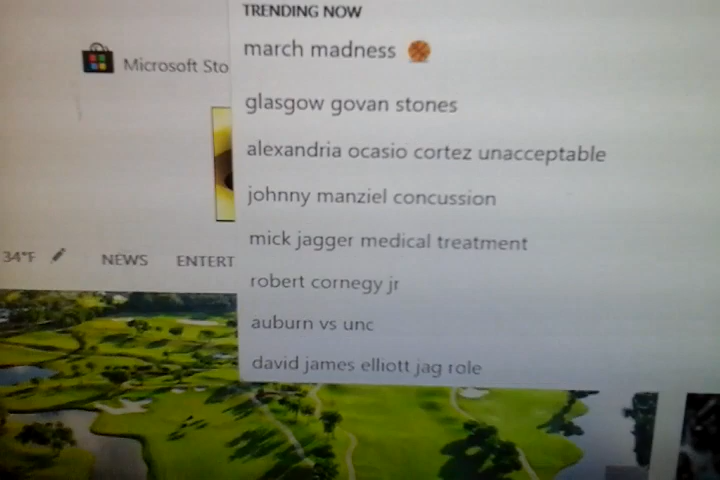 TRENDING NOW
march madness
Microsoft Sto
glasgow govan stones
alexandria ocasio cortez unacceptable
johnny manziel concussion
mick jagger medical treatment
34°F NEWS ENTERT
robert cornegy jr
auburn vs unc
david james elliott jag role